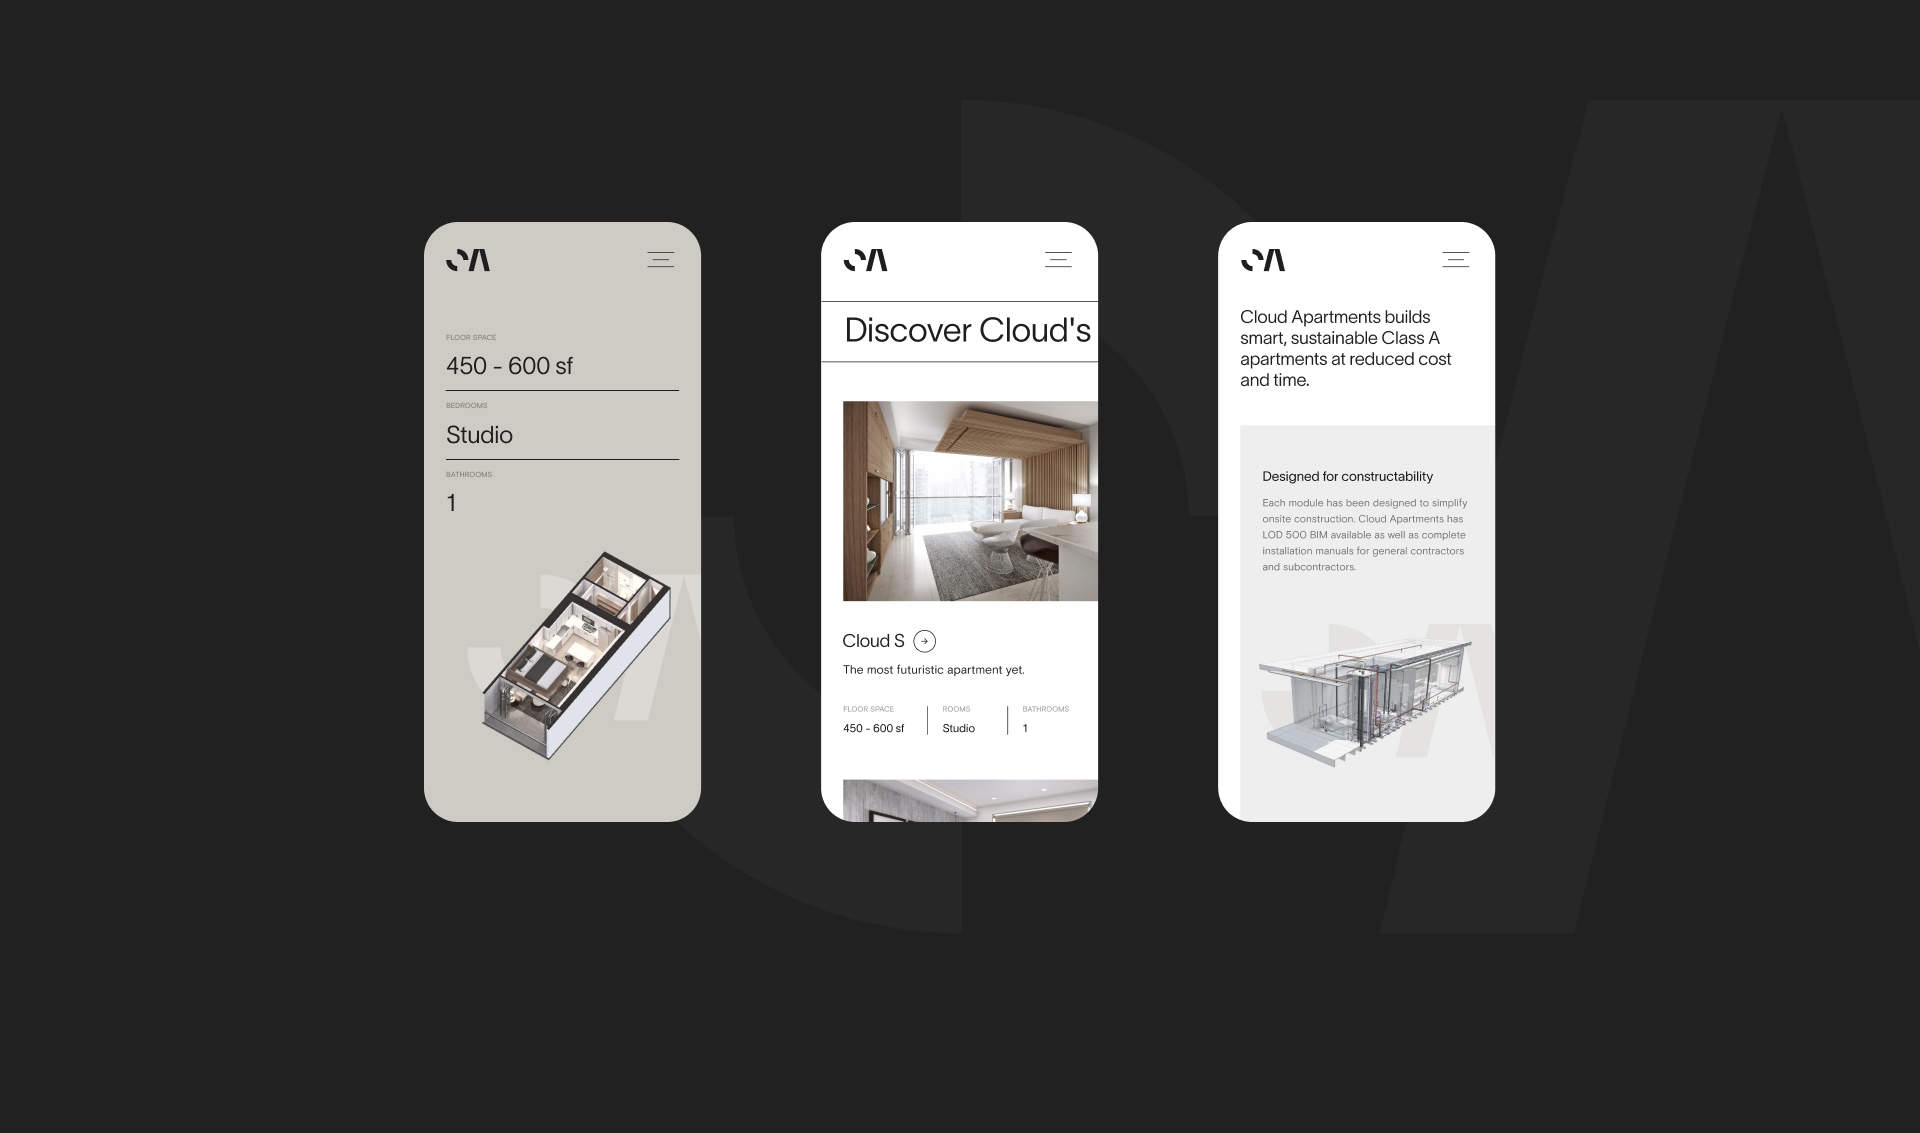 CA
FLOOR SPACE
450 - 600 sf
BEDROOMS
Studio
BATHROOMS
1
CA
Discover Cloud's
Cloud S
The most futuristic apartment yet.
FLOOR SPACE
ROOMS
BATHROOMS
450 - 600 sf
Studio
1
CA
Cloud Apartments builds
smart, sustainable Class A
apartments at reduced cost
and time.
Designed for constructability
Each module has been designed to simplify
onsite construction. Cloud Apartments has
LOD 500 BIM available as well as complete
installation manuals for general contractors
and subcontractors.